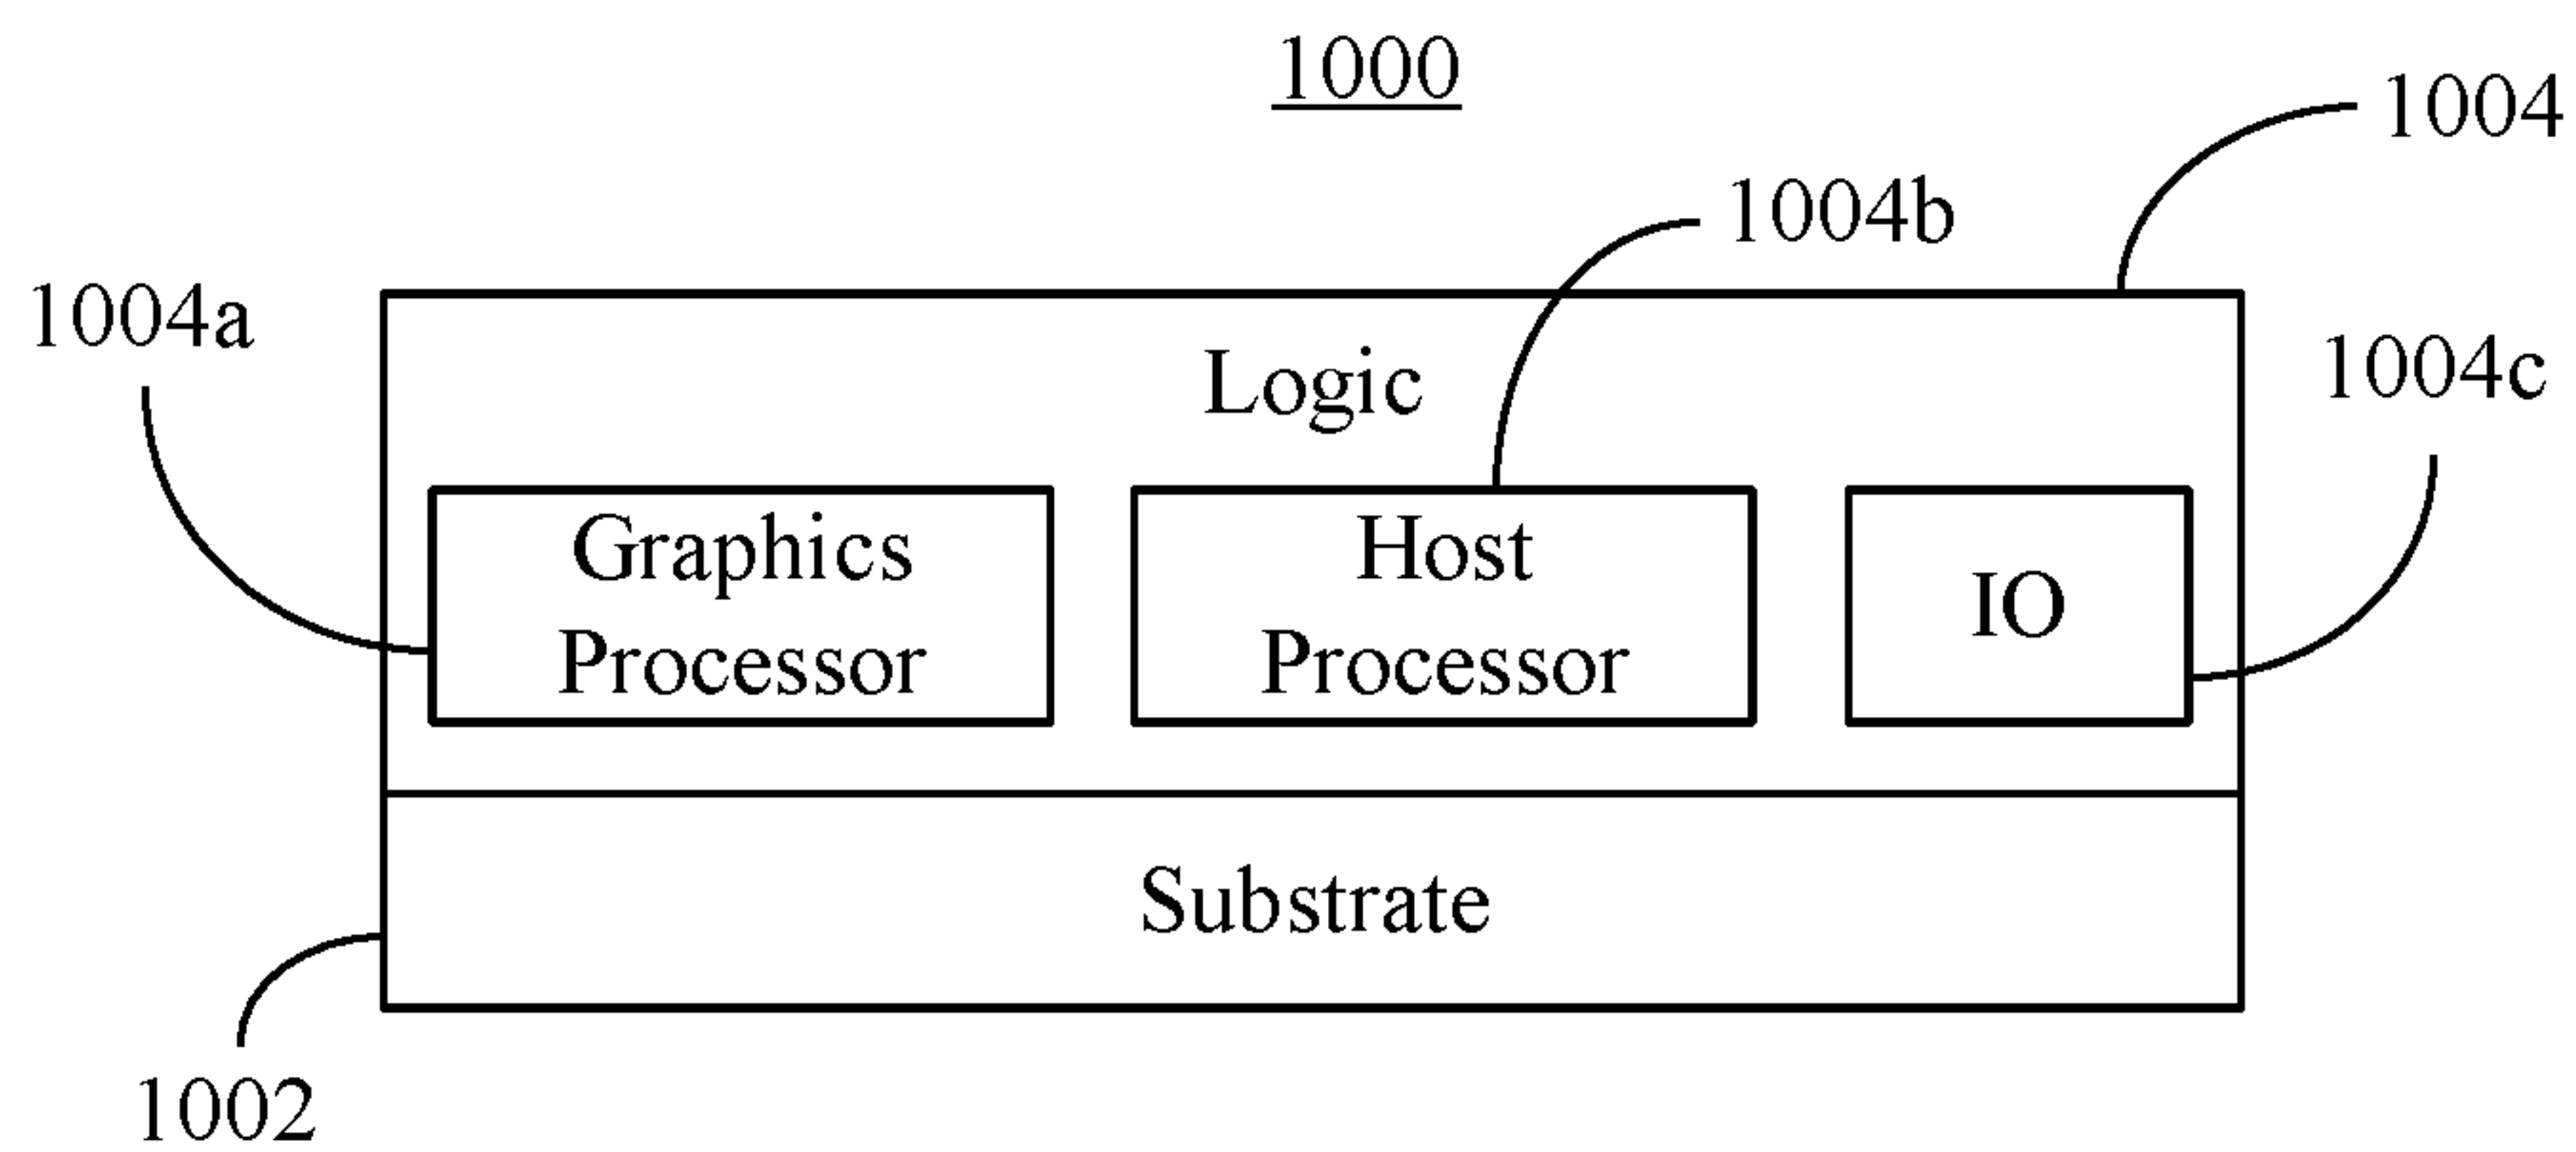 1000
1004
1004b
1004a
1004c
Logic
Graphics
Processor
Host
Processor
IO
Substrate
1002